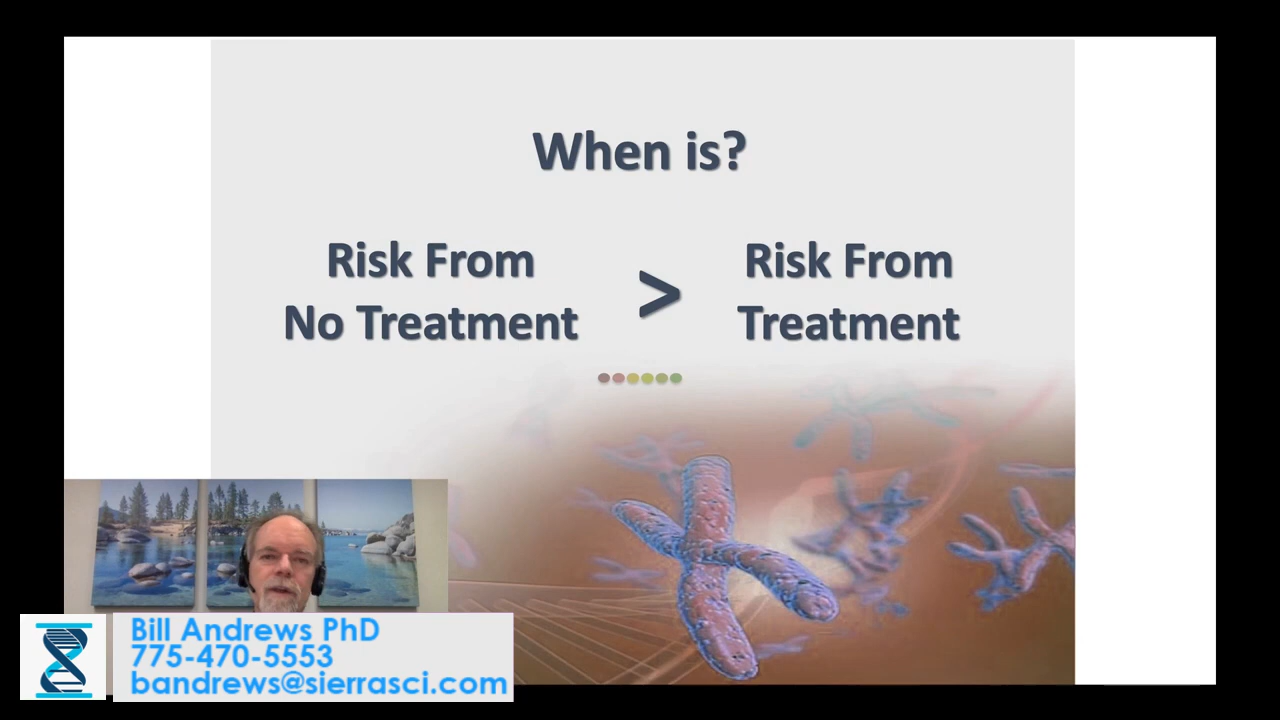 When is?
Risk From
No Treatment
>
Risk From
Treatment
Bill Andrews PhD
775-470-5553
bandrews@sierrasci.com